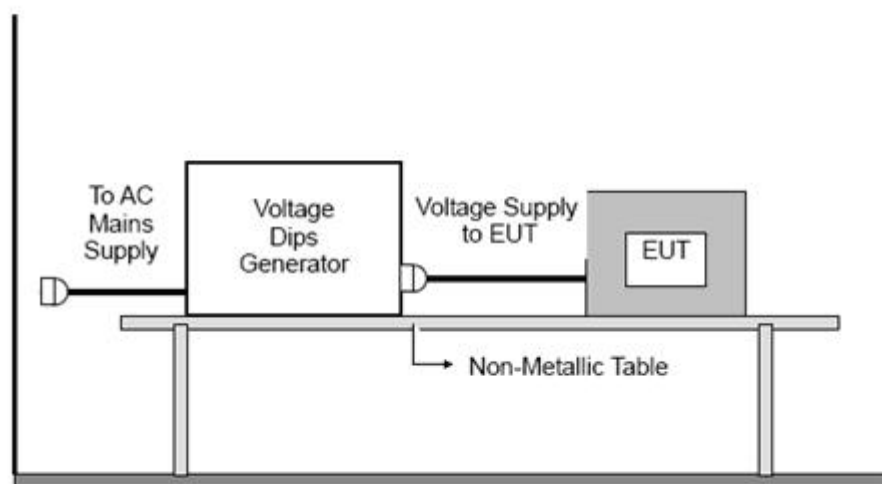 To AC
Mains
Supply
Voltage
Dips
Generator
Voltage Supply
to EUT
EUT
Non-Metallic Table